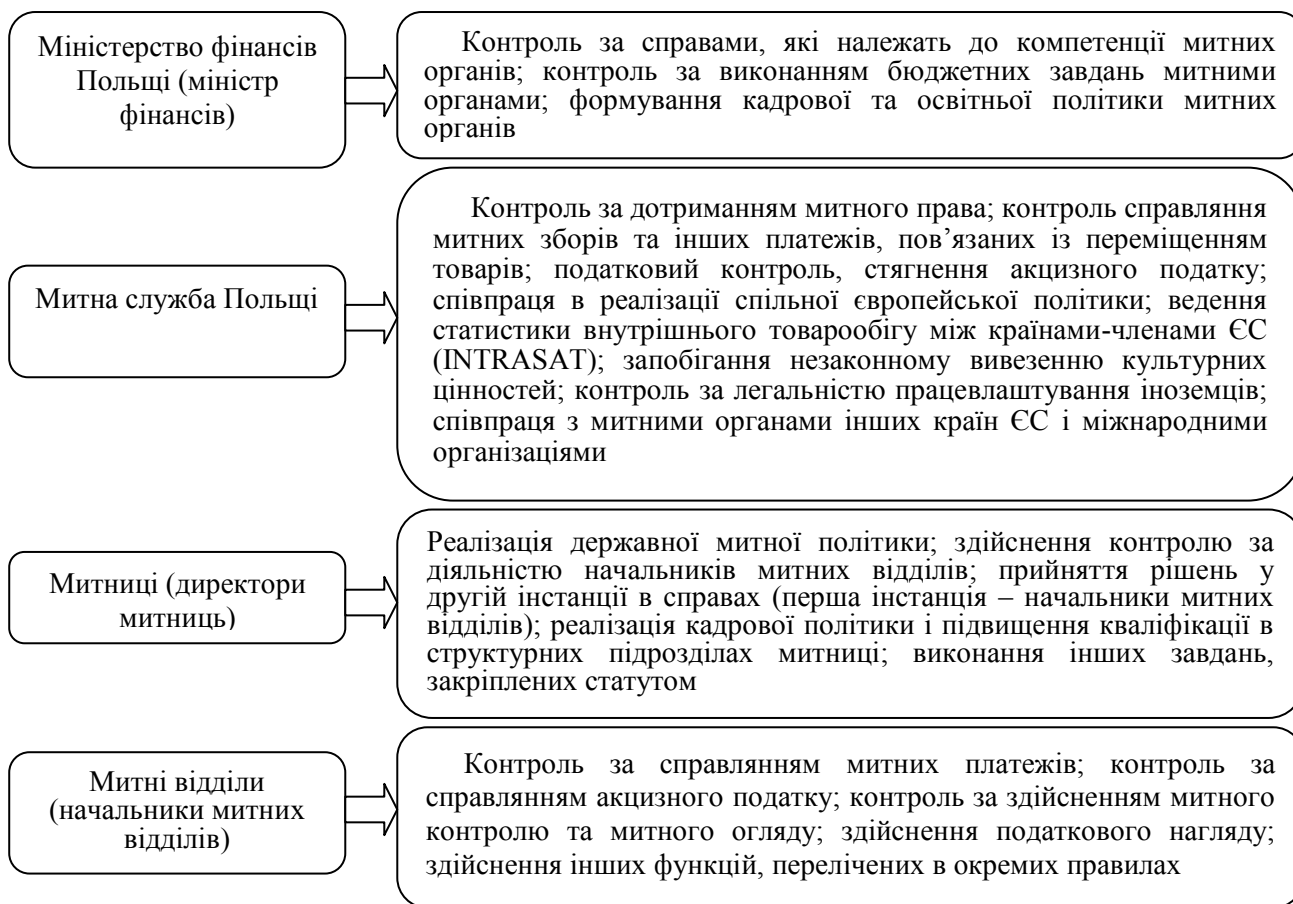 Міністерство фінансів
Польщі (міністр
фінансів)
Контроль за справами, які належать до компетенції митних
органів; контроль за виконанням бюджетних завдань митними
органами; формування кадрової та освітньої політики митних
органів
Митна служба Польщі
Контроль за дотриманням митного права; контроль справляння
митних зборів та інших платежів, пов’язаних із переміщенням
товарів; податковий контроль, стягнення акцизного податку;
співпраця в реалізації спільної європейської політики; ведення
статистики внутрішнього товарообігу між країнами-членами ЄС
(INTRASAT); запобігання незаконному вивезенню культурних
цінностей; контроль за легальністю працевлаштування іноземців;
співпраця з митними органами інших країн ЄС і міжнародними
організаціями
Митниці (директори
митниць)
Реалізація державної митної політики; здійснення контролю за
діяльністю начальників митних відділів; прийняття рішень у
другій інстанції в справах (перша інстанція – начальники митних
відділів); реалізація кадрової політики і підвищення кваліфікації в
структурних підрозділах митниці; виконання інших завдань,
закріплених статутом
Митні відділи
(начальники митних
відділів)
Контроль за справлянням митних платежів; контроль за
справлянням акцизного податку; контроль за здійсненням митного
контролю та митного огляду; здійснення податкового нагляду;
здійснення інших функцій, перелічених в окремих правилах